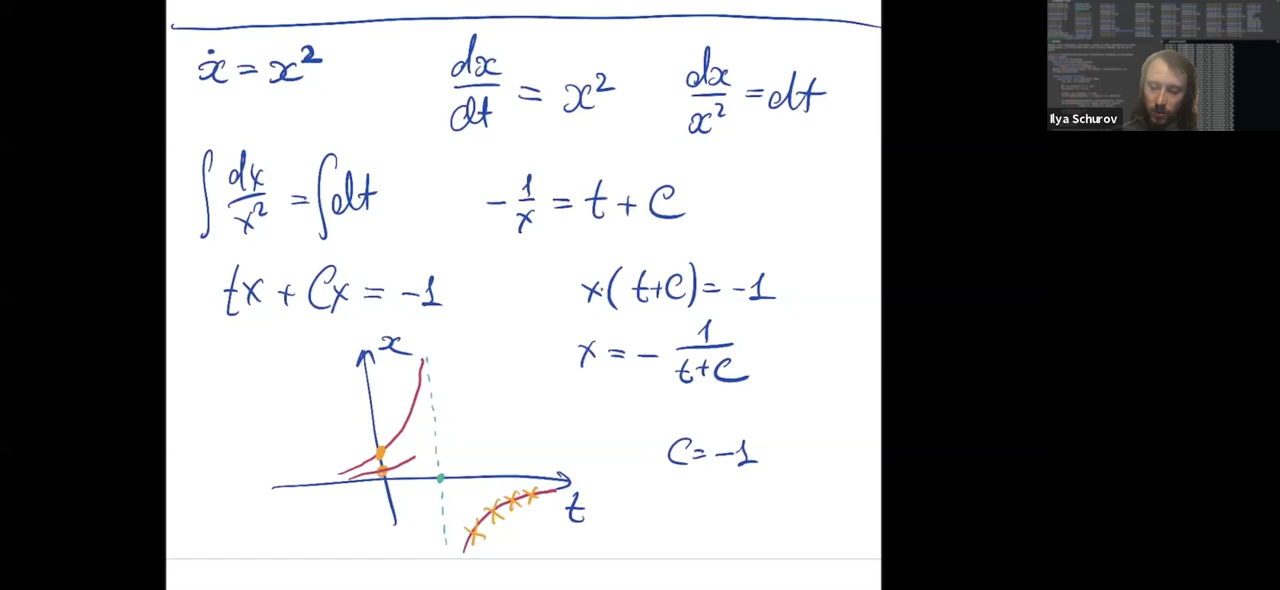 ẋ = x² dx/dt = x² dx/x² = dt
∫ dx/x² = ∫ dt - 1/x = t + C
tx + Cx = -1 x·(t+C) = -1
x = - 1/(t+C)
C = -1
x
t
Ilya Schurov